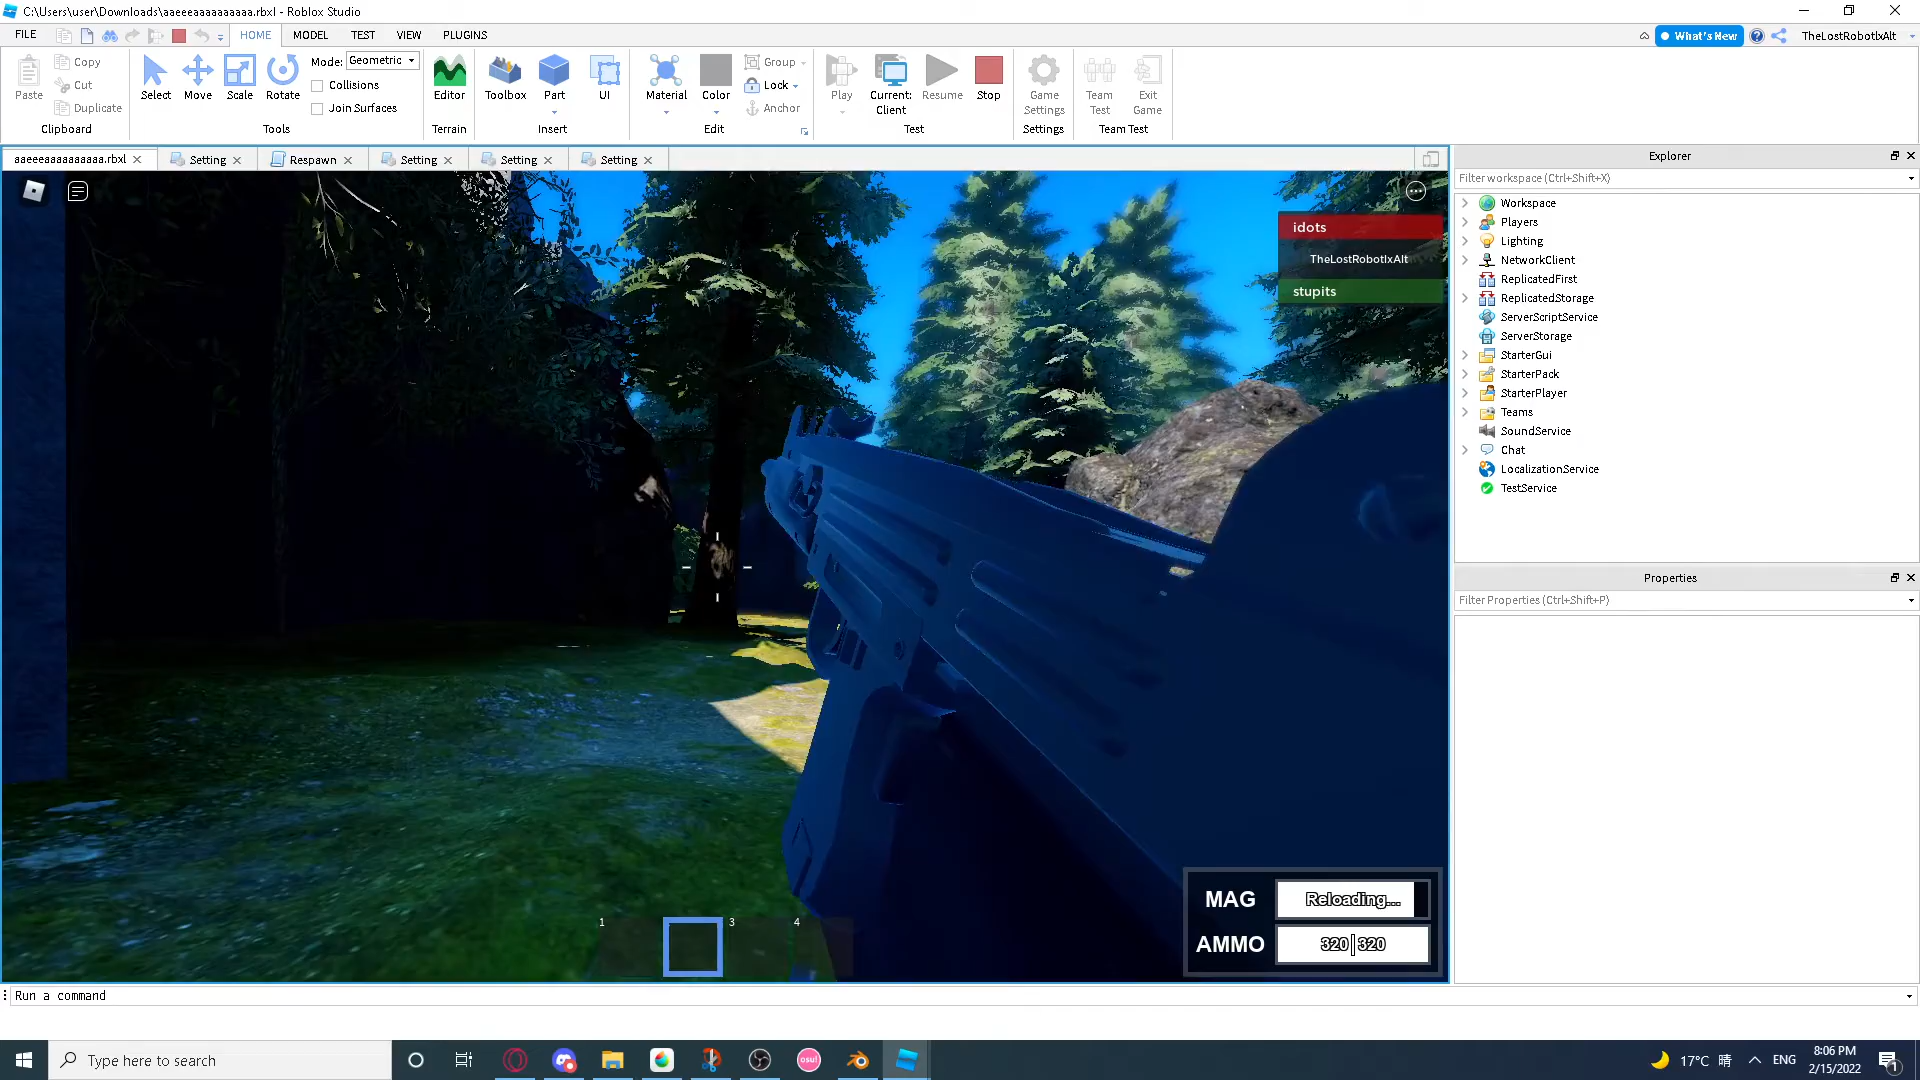 C:\Users\user\Downloads\aaeeeaaaaaaaaaa.rbxl - Roblox Studio
FILE HOME MODEL TEST VIEW PLUGINS What's New TheLostRobotIxAlt
Paste Copy Cut Duplicate
Clipboard
Select Move Scale Rotate Mode: Geometric Collisions Join Surfaces
Tools
Editor
Terrain
Toolbox Part UI
Insert
Material Color Group Lock Anchor
Edit
Play Current: Client Resume Stop
Test
Game Settings
Settings
Team Test Exit Game
Team Test
aaeeeaaaaaaaaaa.rbxl Setting Respawn Setting Setting Setting
Explorer
Filter workspace (Ctrl+Shift+X)
Workspace
Players
Lighting
NetworkClient
ReplicatedFirst
ReplicatedStorage
ServerScriptService
ServerStorage
StarterGui
StarterPack
StarterPlayer
Teams
SoundService
Chat
LocalizationService
TestService
Properties
Filter Properties (Ctrl+Shift+P)
idots
TheLostRobotIxAlt
stupits
MAG Reloading...
AMMO 320|320
1 3 4
Run a command
Type here to search
osu!
17°C 晴 ENG 8:06 PM
2/15/2022
1